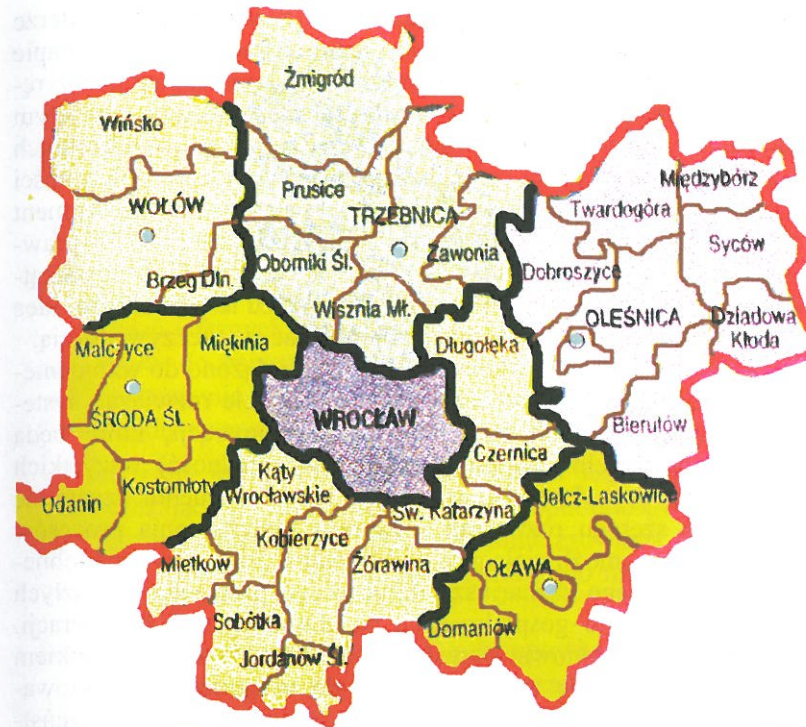 Żmigród
Wińsko
Międzybórz
Prusice
WOŁÓW
TRZEBNICA
Twardogóra
Syców
Oborniki Śl.
Zawonia
Dobroszyce
Brzeg Dln.
Wisznia Mł.
OLEŚNICA
Dziadowa
Kłoda
Malczyce
Miękinia
Długołęka
ŚRODA ŚL.
WROCŁAW
Bierutów
Czernica
Kąty
Wrocławskie
Udanin
Kostomłoty
Jelcz-Laskowice
Św. Katarzyna
Kobierzyce
Mietków
Żórawina
OŁAWA
Sobótka
Domaniów
Jordanów Śl.